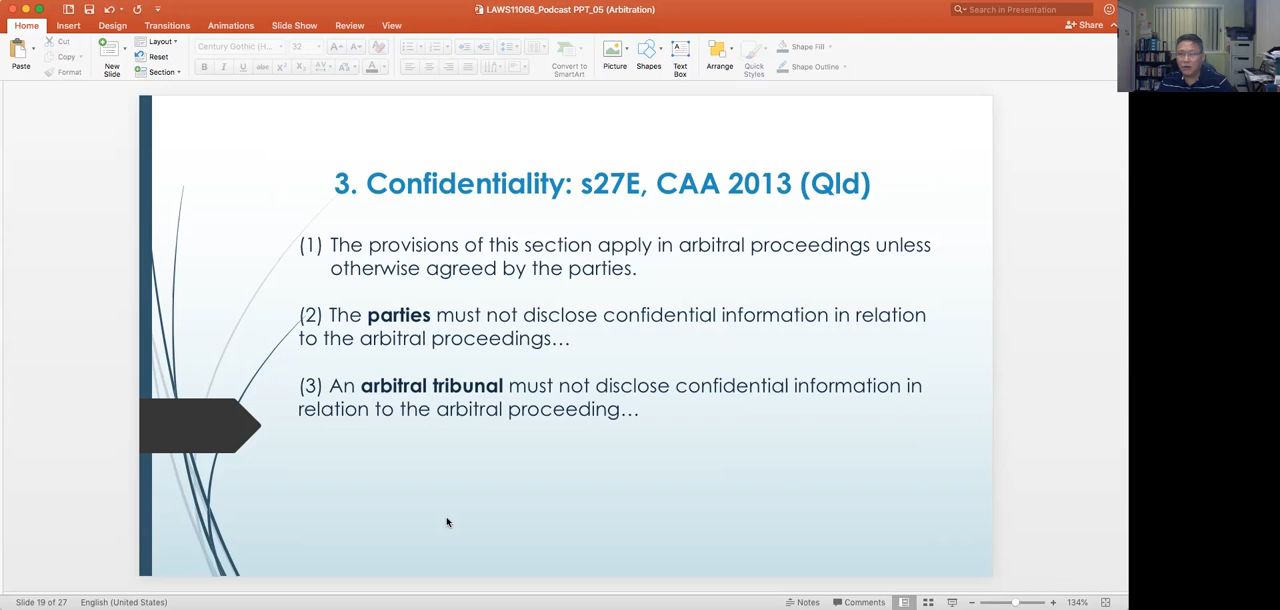 LAWS11068_Podcast PPT_05 (Arbitration)
Search in Presentation
Home Insert Design Transitions Animations Slide Show Review View
Share
Paste
Cut
Copy
Format
New Slide
Layout
Reset
Section
Century Gothic (H...
32
Convert to SmartArt
Picture
Shapes
Text Box
Arrange
Quick Styles
Shape Fill
Shape Outline
3. Confidentiality: s27E, CAA 2013 (Qld)
(1) The provisions of this section apply in arbitral proceedings unless
otherwise agreed by the parties.
(2) The parties must not disclose confidential information in relation
to the arbitral proceedings…
(3) An arbitral tribunal must not disclose confidential information in
relation to the arbitral proceeding…
Slide 19 of 27 English (United States)
Notes Comments 134%